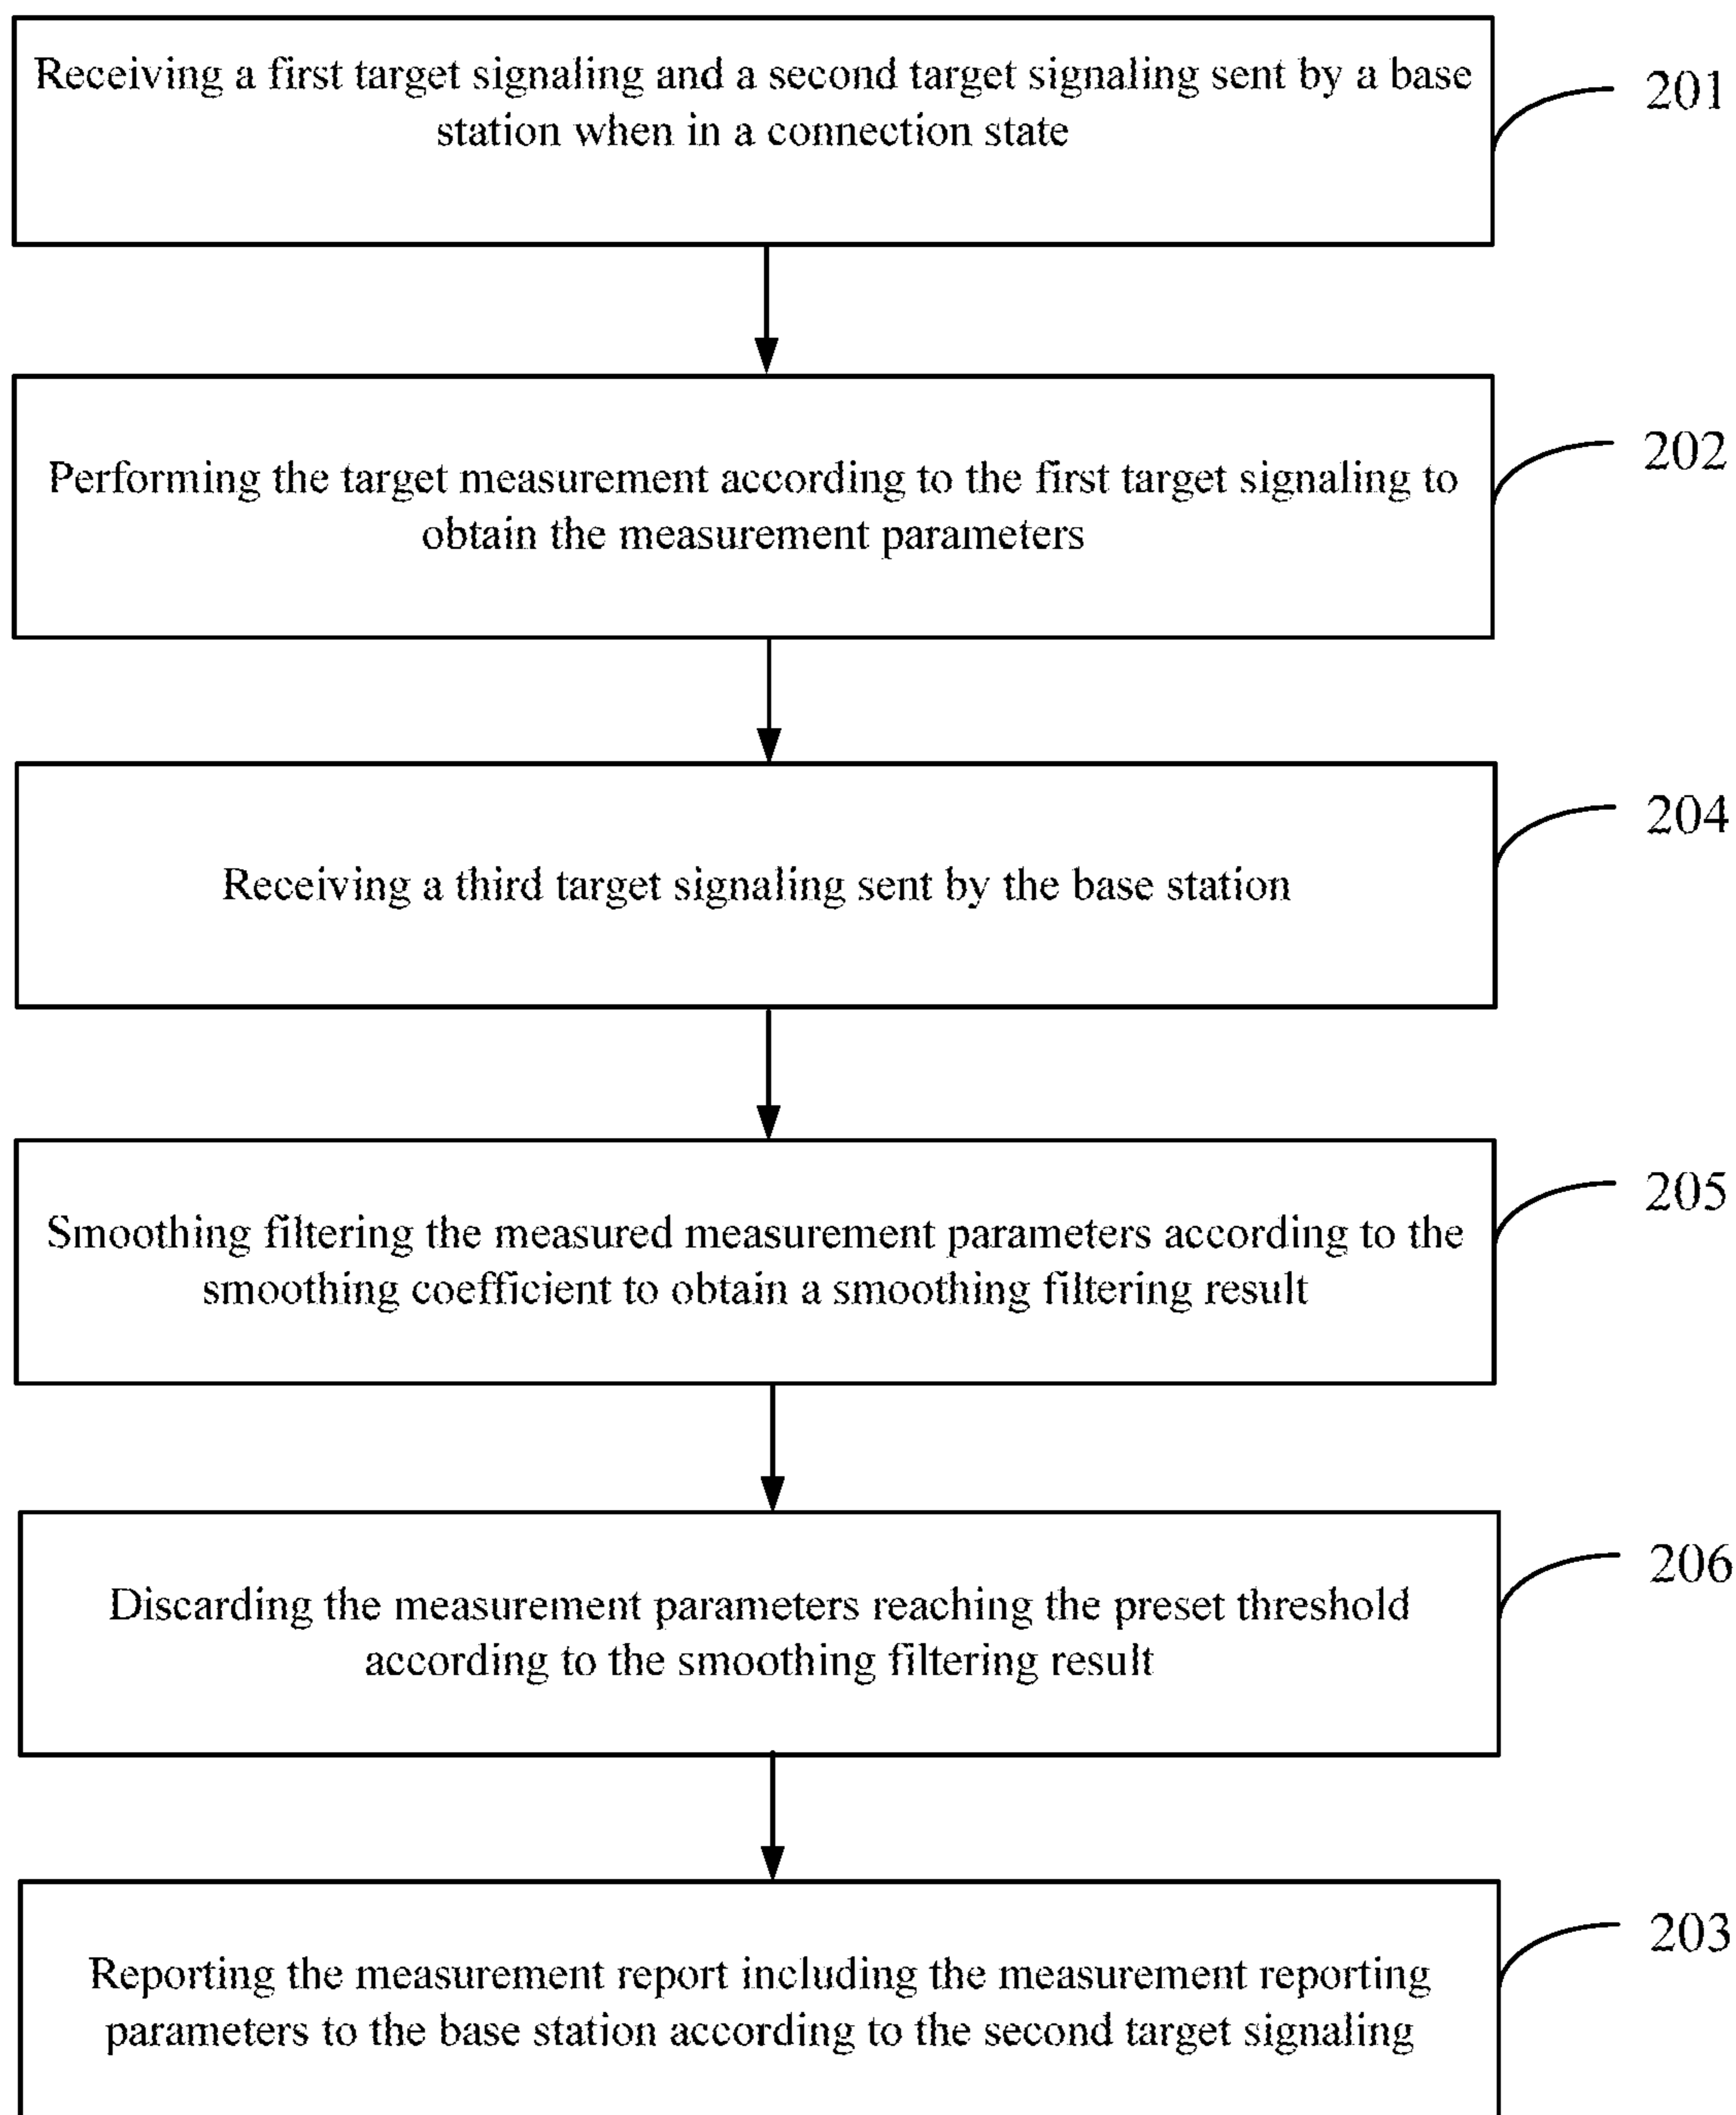 Receiving a first target signaling and a second target signaling sent by a base
station when in a connection state
201
Performing the target measurement according to the first target signaling to
obtain the measurement parameters
202
Receiving a third target signaling sent by the base station
204
Smoothing filtering the measured measurement parameters according to the
smoothing coefficient to obtain a smoothing filtering result
205
Discarding the measurement parameters reaching the preset threshold
according to the smoothing filtering result
206
Reporting the measurement report including the measurement reporting
parameters to the base station according to the second target signaling
203